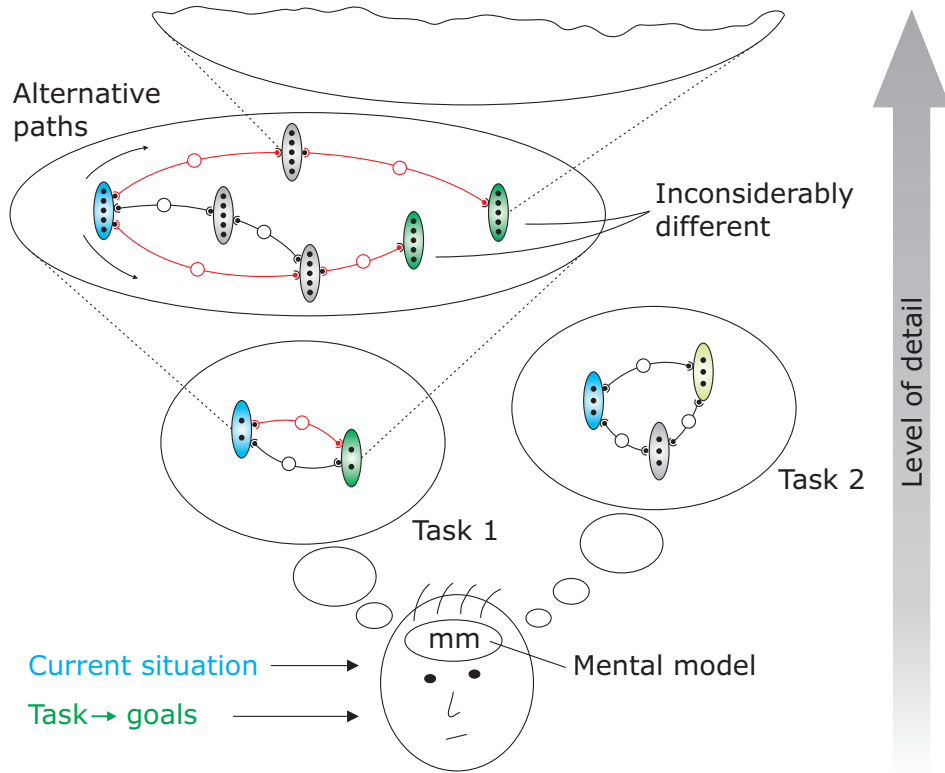 Alternative
paths
Inconsiderably
different
Level of detail
Task 2
Task 1
mm
Current situation
Mental model
Task → goals